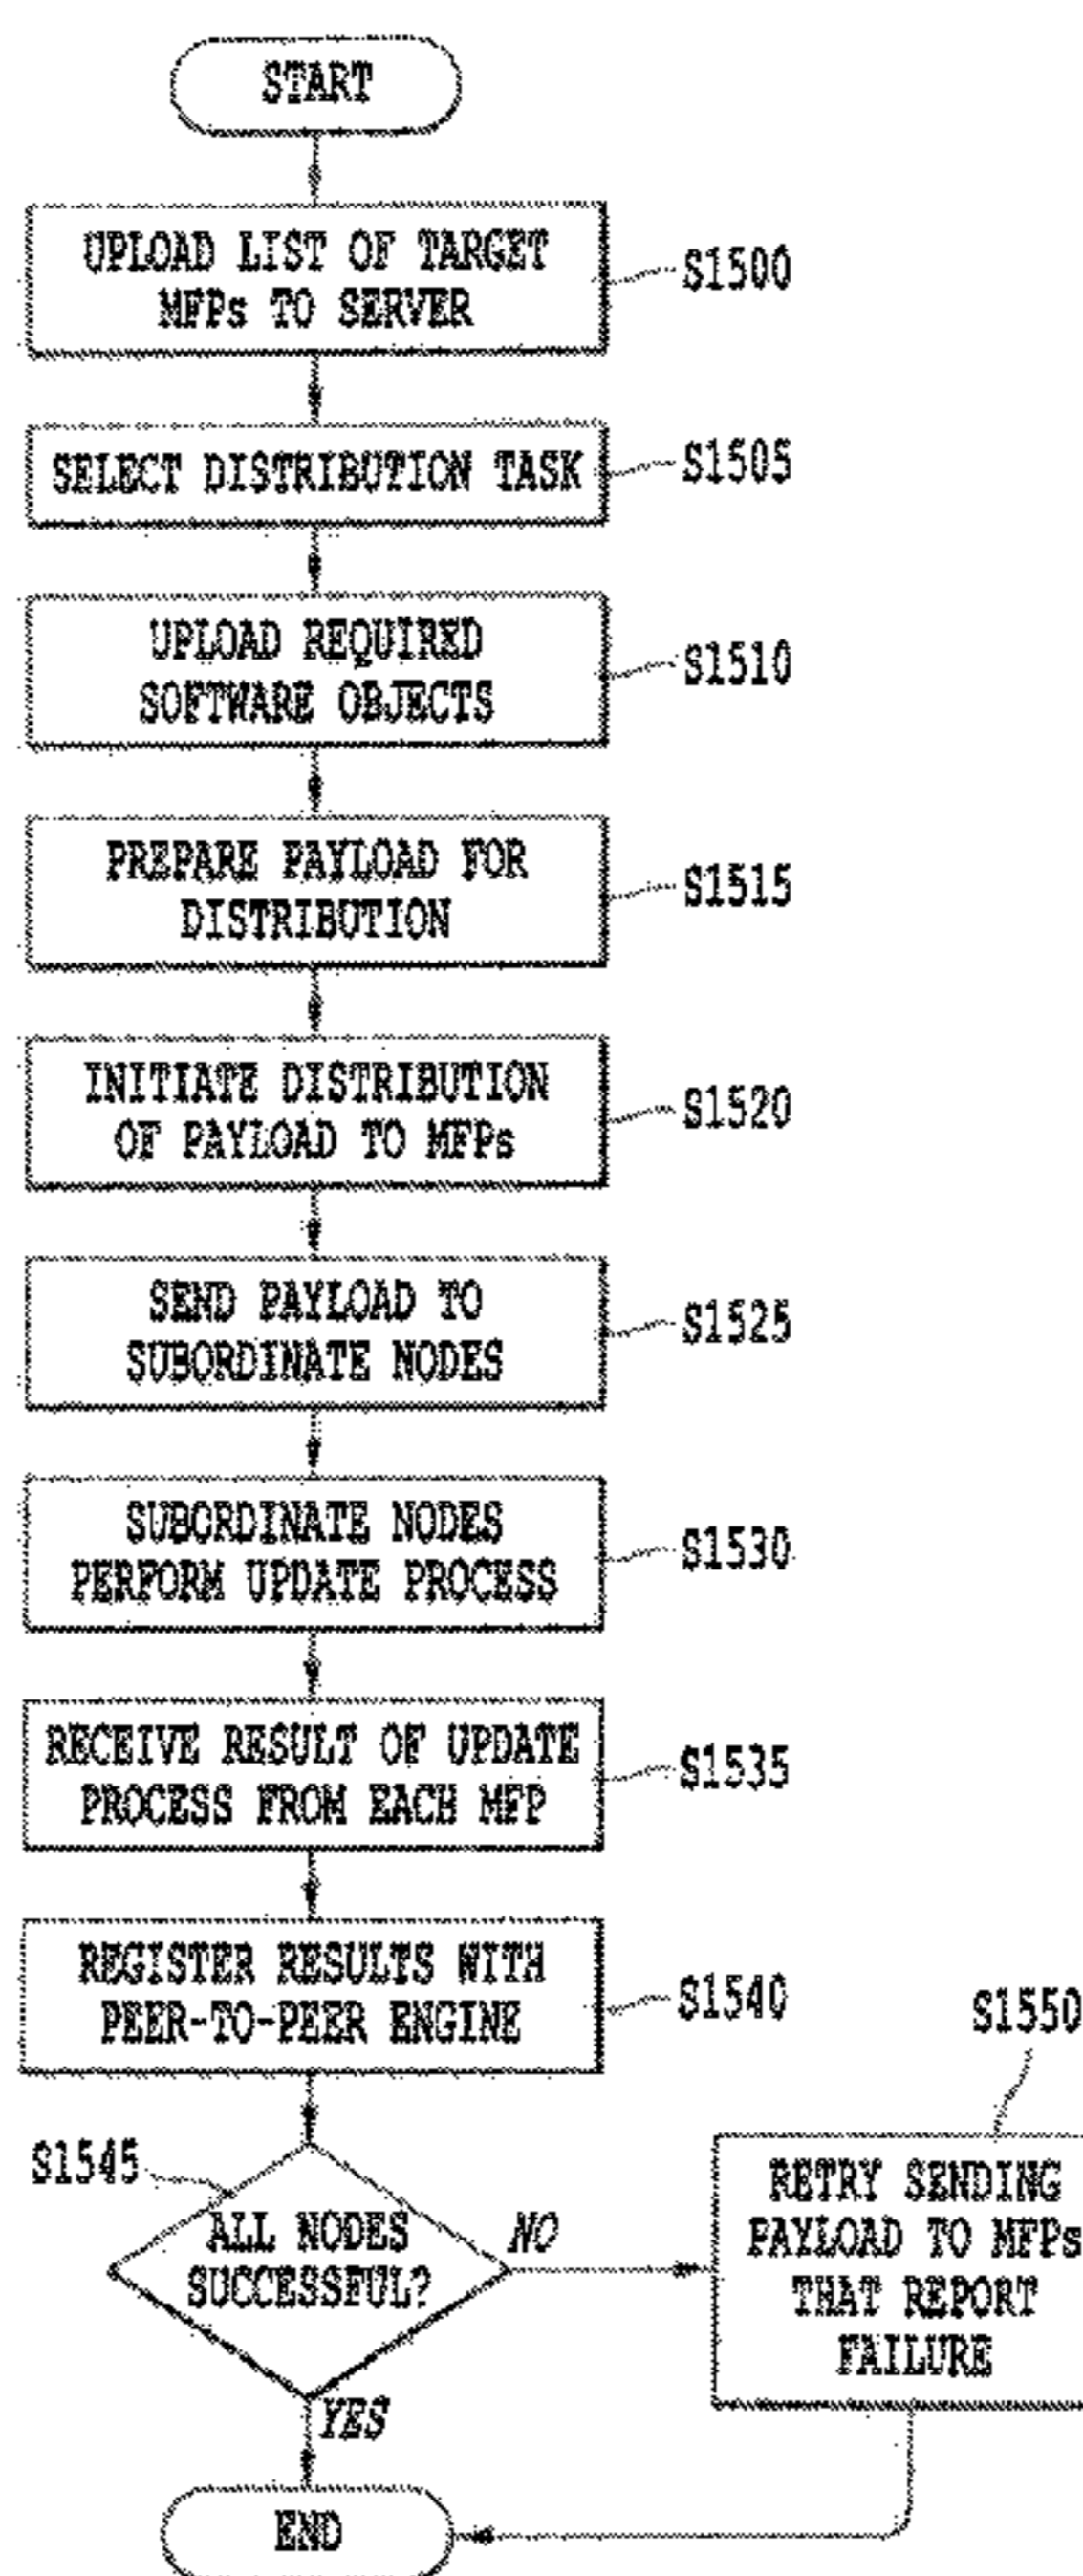 START
UPLOAD LIST OF TARGET
MFPs TO SERVER
S1500
SELECT DISTRIBUTION TASK
S1505
UPLOAD REQUIRED
SOFTWARE OBJECTS
S1510
PREPARE PAYLOAD FOR
DISTRIBUTION
S1515
INITIATE DISTRIBUTION
OF PAYLOAD TO MFPs
S1520
SEND PAYLOAD TO
SUBORDINATE NODES
S1525
SUBORDINATE NODES
PERFORM UPDATE PROCESS
S1530
RECEIVE RESULT OF UPDATE
PROCESS FROM EACH MFP
S1535
REGISTER RESULTS WITH
PEER-TO-PEER ENGINE
S1540
S1545
ALL NODES
SUCCESSFUL?
NO
YES
S1550
RETRY SENDING
PAYLOAD TO MFPs
THAT REPORT
FAILURE
END